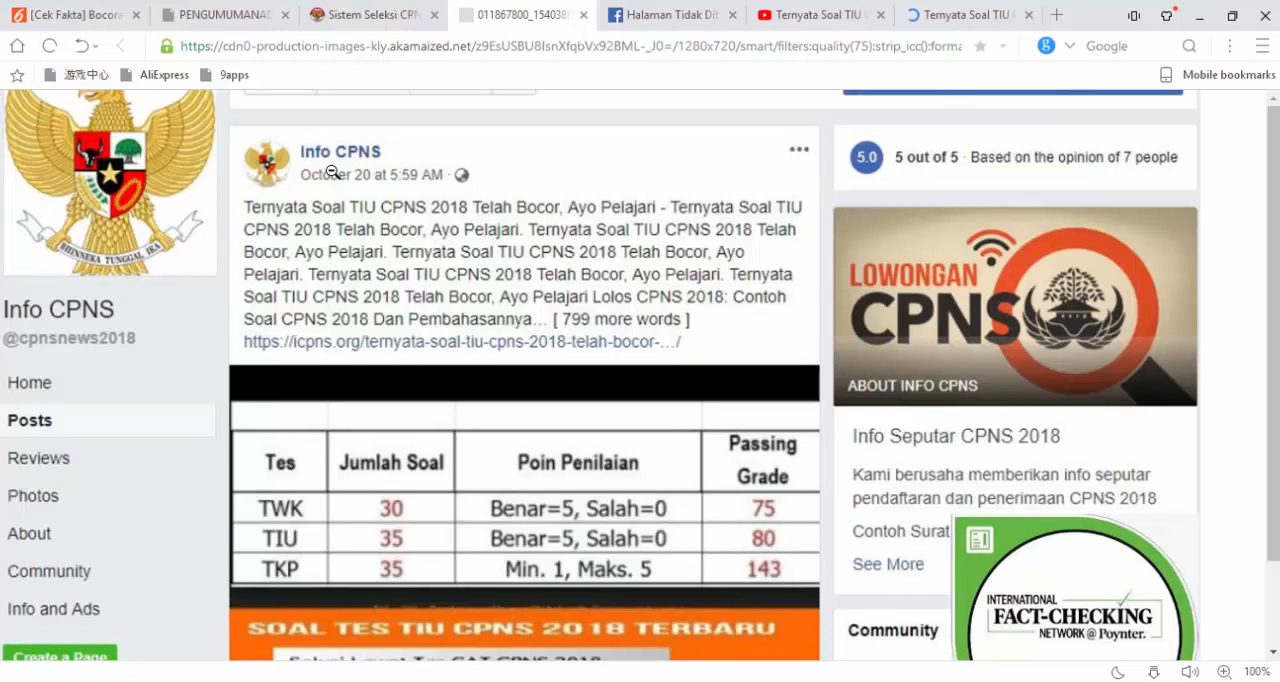 [Cek Fakta] Bocora
PENGUMUMANA
Sistem Seleksi CPN
011867800_154038
Halaman Tidak Dit
Ternyata Soal TIU
Ternyata Soal TIU
https://cdn0-production-images-kly.akamaized.net/z9EsUSBU8IsnXfqbVx92BML-_J0=/1280x720/smart/filters:quality(75):strip_icc():forma
Google
游戏中心
AliExpress
9apps
Mobile bookmarks
BHINNEKA TUNGGAL IKA
Info CPNS
@cpnsnews2018
Home
Posts
Reviews
Photos
About
Community
Info and Ads
Create a Page
Info CPNS
October 20 at 5:59 AM
Ternyata Soal TIU CPNS 2018 Telah Bocor, Ayo Pelajari - Ternyata Soal TIU
CPNS 2018 Telah Bocor, Ayo Pelajari. Ternyata Soal TIU CPNS 2018 Telah
Bocor, Ayo Pelajari. Ternyata Soal TIU CPNS 2018 Telah Bocor, Ayo
Pelajari. Ternyata Soal TIU CPNS 2018 Telah Bocor, Ayo Pelajari. Ternyata
Soal TIU CPNS 2018 Telah Bocor, Ayo Pelajari Lolos CPNS 2018: Contoh
Soal CPNS 2018 Dan Pembahasannya… [ 799 more words ]
https://icpns.org/ternyata-soal-tiu-cpns-2018-telah-bocor-…/
Tes Jumlah Soal Poin Penilaian Passing Grade
TWK 30 Benar=5, Salah=0 75
TIU 35 Benar=5, Salah=0 80
TKP 35 Min. 1, Maks. 5 143
SOAL TES TIU CPNS 2018 TERBARU
5.0
5 out of 5 · Based on the opinion of 7 people
LOWONGAN
CPNS
ABOUT INFO CPNS
Info Seputar CPNS 2018
Kami berusaha memberikan info seputar
pendaftaran dan penerimaan CPNS 2018
Contoh Surat
See More
Community
INTERNATIONAL
FACT-CHECKING
NETWORK @ Poynter.
100%